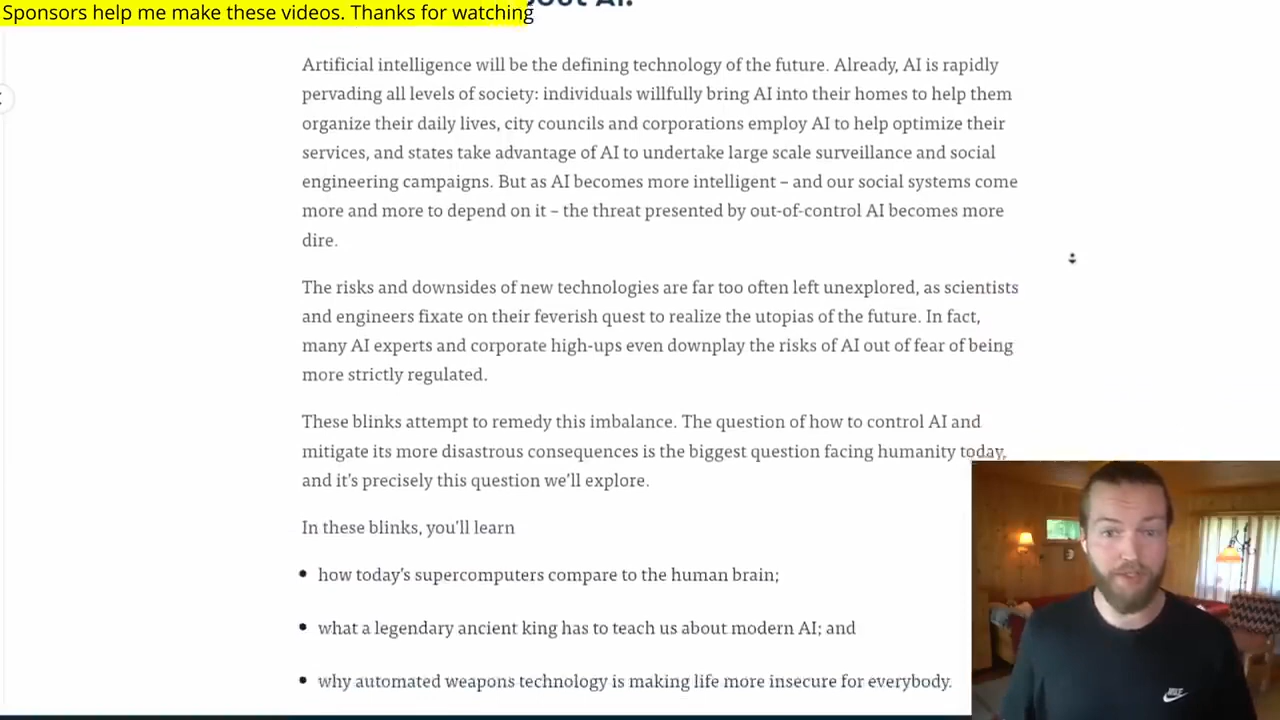 Sponsors help me make these videos. Thanks for watching
Artificial intelligence will be the defining technology of the future. Already, AI is rapidly
pervading all levels of society: individuals willfully bring AI into their homes to help them
organize their daily lives, city councils and corporations employ AI to help optimize their
services, and states take advantage of AI to undertake large scale surveillance and social
engineering campaigns. But as AI becomes more intelligent – and our social systems come
more and more to depend on it – the threat presented by out-of-control AI becomes more
dire.
The risks and downsides of new technologies are far too often left unexplored, as scientists
and engineers fixate on their feverish quest to realize the utopias of the future. In fact,
many AI experts and corporate high-ups even downplay the risks of AI out of fear of being
more strictly regulated.
These blinks attempt to remedy this imbalance. The question of how to control AI and
mitigate its more disastrous consequences is the biggest question facing humanity today,
and it's precisely this question we'll explore.
In these blinks, you'll learn
• how today's supercomputers compare to the human brain;
• what a legendary ancient king has to teach us about modern AI; and
• why automated weapons technology is making life more insecure for everybody.